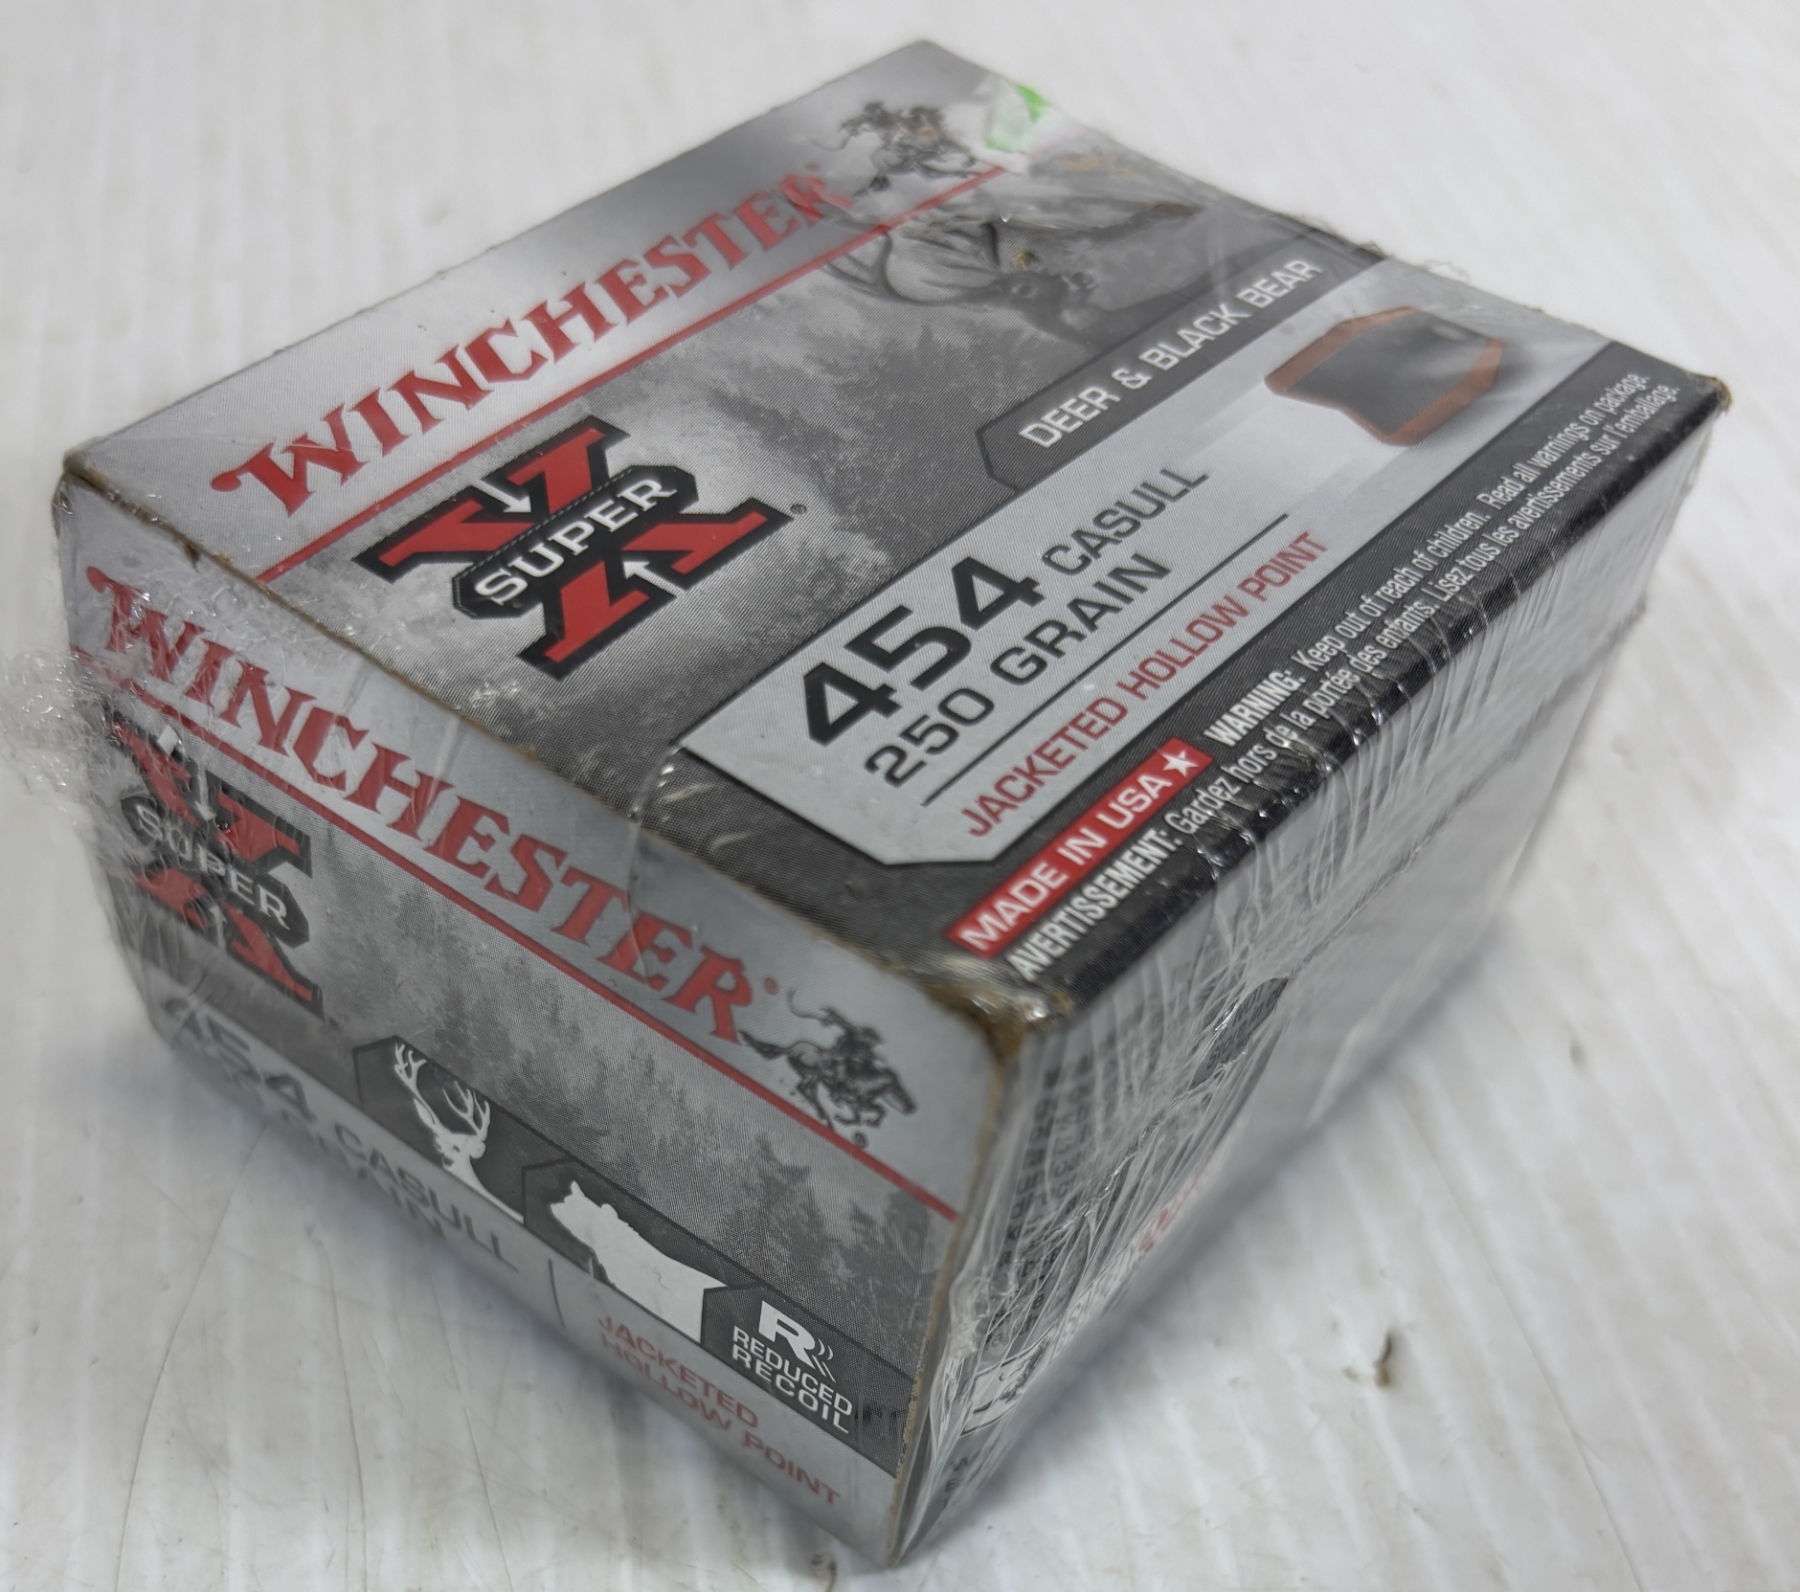 WINCHESTER
SUPER X
DEER & BLACK BEAR
454 CASULL
250 GRAIN
JACKETED HOLLOW POINT
MADE IN USA ★ WARNING: Keep out of reach of children. Read all warnings on package.
AVERTISSEMENT: Gardez hors de la portée des enfants. Lisez tous les avertissements sur l'emballage.
WINCHESTER®
SUPER X
454 CASULL
R
REDUCED
RECOIL
JACKETED
HOLLOW POINT